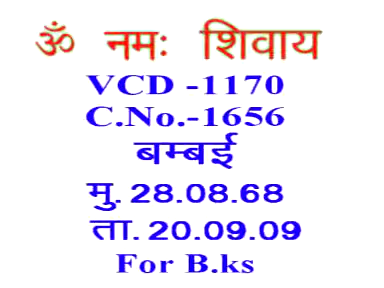 ॐ नमः शिवाय
VCD -1170
C.No.-1656
बम्बई
मु. 28.08.68
ता. 20.09.09
For B.ks